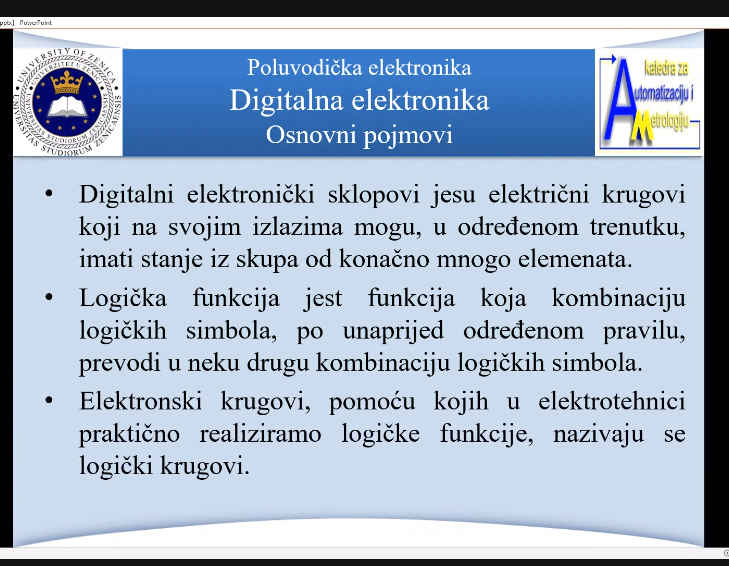 pptx] - PowerPoint
UNIVERSITY OF ZENICA
UNIVERZITET U ZENICI
UNIVERSITAS STUDIORUM ZENICAENSIS
Poluvodička elektronika
Digitalna elektronika
Osnovni pojmovi
katedra za
Automatizaciju i
Metrologiju
• Digitalni elektronički sklopovi jesu električni krugovi
koji na svojim izlazima mogu, u određenom trenutku,
imati stanje iz skupa od konačno mnogo elemenata.
• Logička funkcija jest funkcija koja kombinaciju
logičkih simbola, po unaprijed određenom pravilu,
prevodi u neku drugu kombinaciju logičkih simbola.
• Elektronski krugovi, pomoću kojih u elektrotehnici
praktično realiziramo logičke funkcije, nazivaju se
logički krugovi.